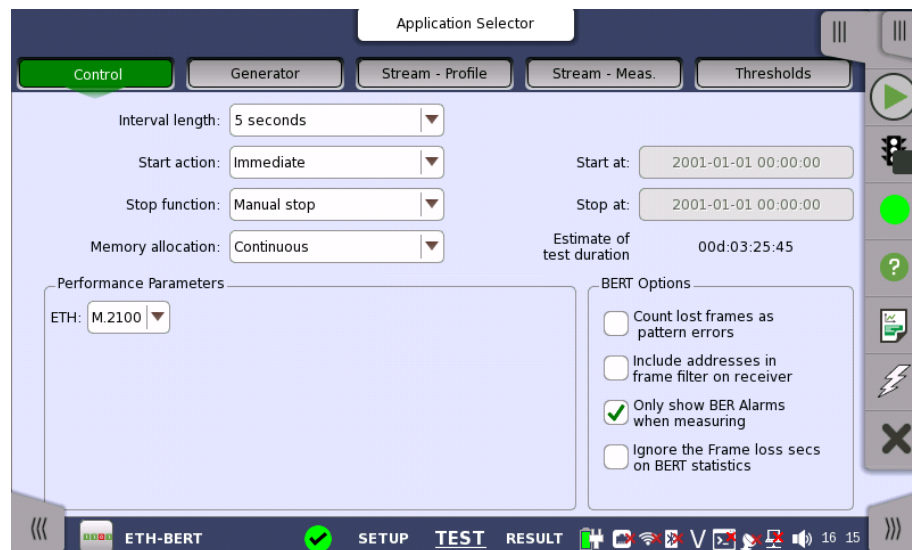 Application Selector
Control
Generator
Stream - Profile
Stream - Meas.
Thresholds
Interval length: 5 seconds
Start action: Immediate
Start at: 2001-01-01 00:00:00
Stop function: Manual stop
Stop at: 2001-01-01 00:00:00
Memory allocation: Continuous
Estimate of
test duration
00d:03:25:45
Performance Parameters
ETH: M.2100
BERT Options
Count lost frames as
pattern errors
Include addresses in
frame filter on receiver
Only show BER Alarms
when measuring
Ignore the Frame loss secs
on BERT statistics
ETH-BERT
SETUP TEST RESULT
V
16 15